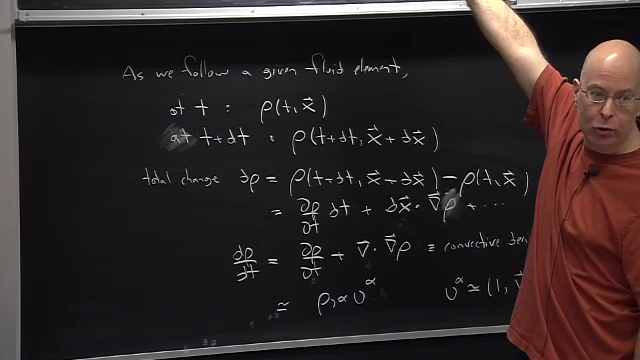 As we follow a given fluid element,
at t : ρ(t, x⃗)
at t+dt : ρ(t+dt, x⃗ + dx⃗)
total change dρ = ρ(t+dt, x⃗ + dx⃗) − ρ(t, x⃗)
= ∂ρ/∂t dt + dx⃗ · ∇⃗ρ + ···
dρ/dt = ∂ρ/∂t + v⃗ · ∇⃗ρ ≡ convective deri
≃ ρ,α υ^α υ^α ≃ (1, v⃗